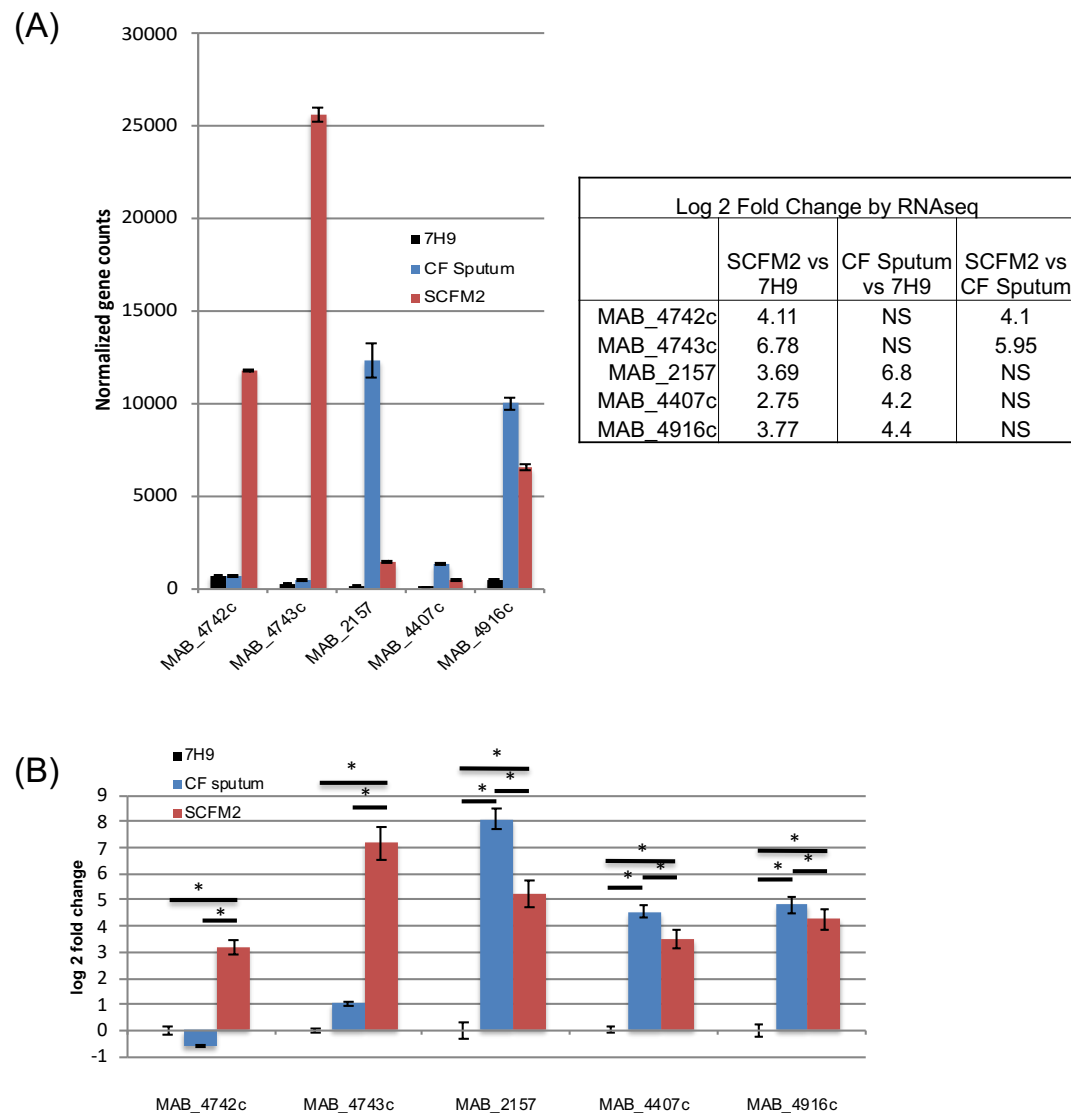 (A)
30000
25000
20000
15000
10000
5000
0
Normalized gene counts
7H9
CF Sputum
SCFM2
MAB_4742c
MAB_4743c
MAB_2157
MAB_4407c
MAB_4916c
Log 2 Fold Change by RNAseq
SCFM2 vs 7H9 CF Sputum vs 7H9 SCFM2 vs CF Sputum
MAB_4742c 4.11 NS 4.1
MAB_4743c 6.78 NS 5.95
MAB_2157 3.69 6.8 NS
MAB_4407c 2.75 4.2 NS
MAB_4916c 3.77 4.4 NS
(B)
7H9
CF sputum
SCFM2
9
8
7
6
5
4
3
2
1
0
-1
log 2 fold change
* *
* *
* * *
* * *
* * *
MAB_4742c MAB_4743c MAB_2157 MAB_4407c MAB_4916c